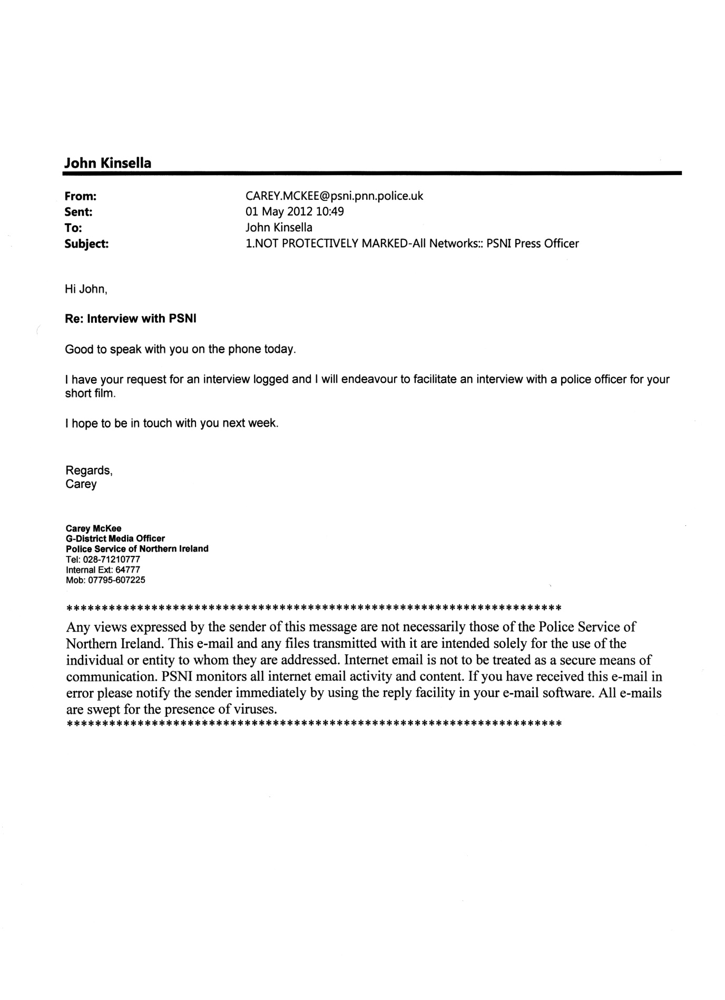 John Kinsella
From: CAREY.MCKEE@psni.pnn.police.uk
Sent: 01 May 2012 10:49
To: John Kinsella
Subject: 1.NOT PROTECTIVELY MARKED-All Networks:: PSNI Press Officer
Hi John,
Re: Interview with PSNI
Good to speak with you on the phone today.
I have your request for an interview logged and I will endeavour to facilitate an interview with a police officer for your
short film.
I hope to be in touch with you next week.
Regards,
Carey
Carey McKee
G-District Media Officer
Police Service of Northern Ireland
Tel: 028-71210777
Internal Ext: 64777
Mob: 07795-607225
**********************************************************************
Any views expressed by the sender of this message are not necessarily those of the Police Service of
Northern Ireland. This e-mail and any files transmitted with it are intended solely for the use of the
individual or entity to whom they are addressed. Internet email is not to be treated as a secure means of
communication. PSNI monitors all internet email activity and content. If you have received this e-mail in
error please notify the sender immediately by using the reply facility in your e-mail software. All e-mails
are swept for the presence of viruses.
**********************************************************************